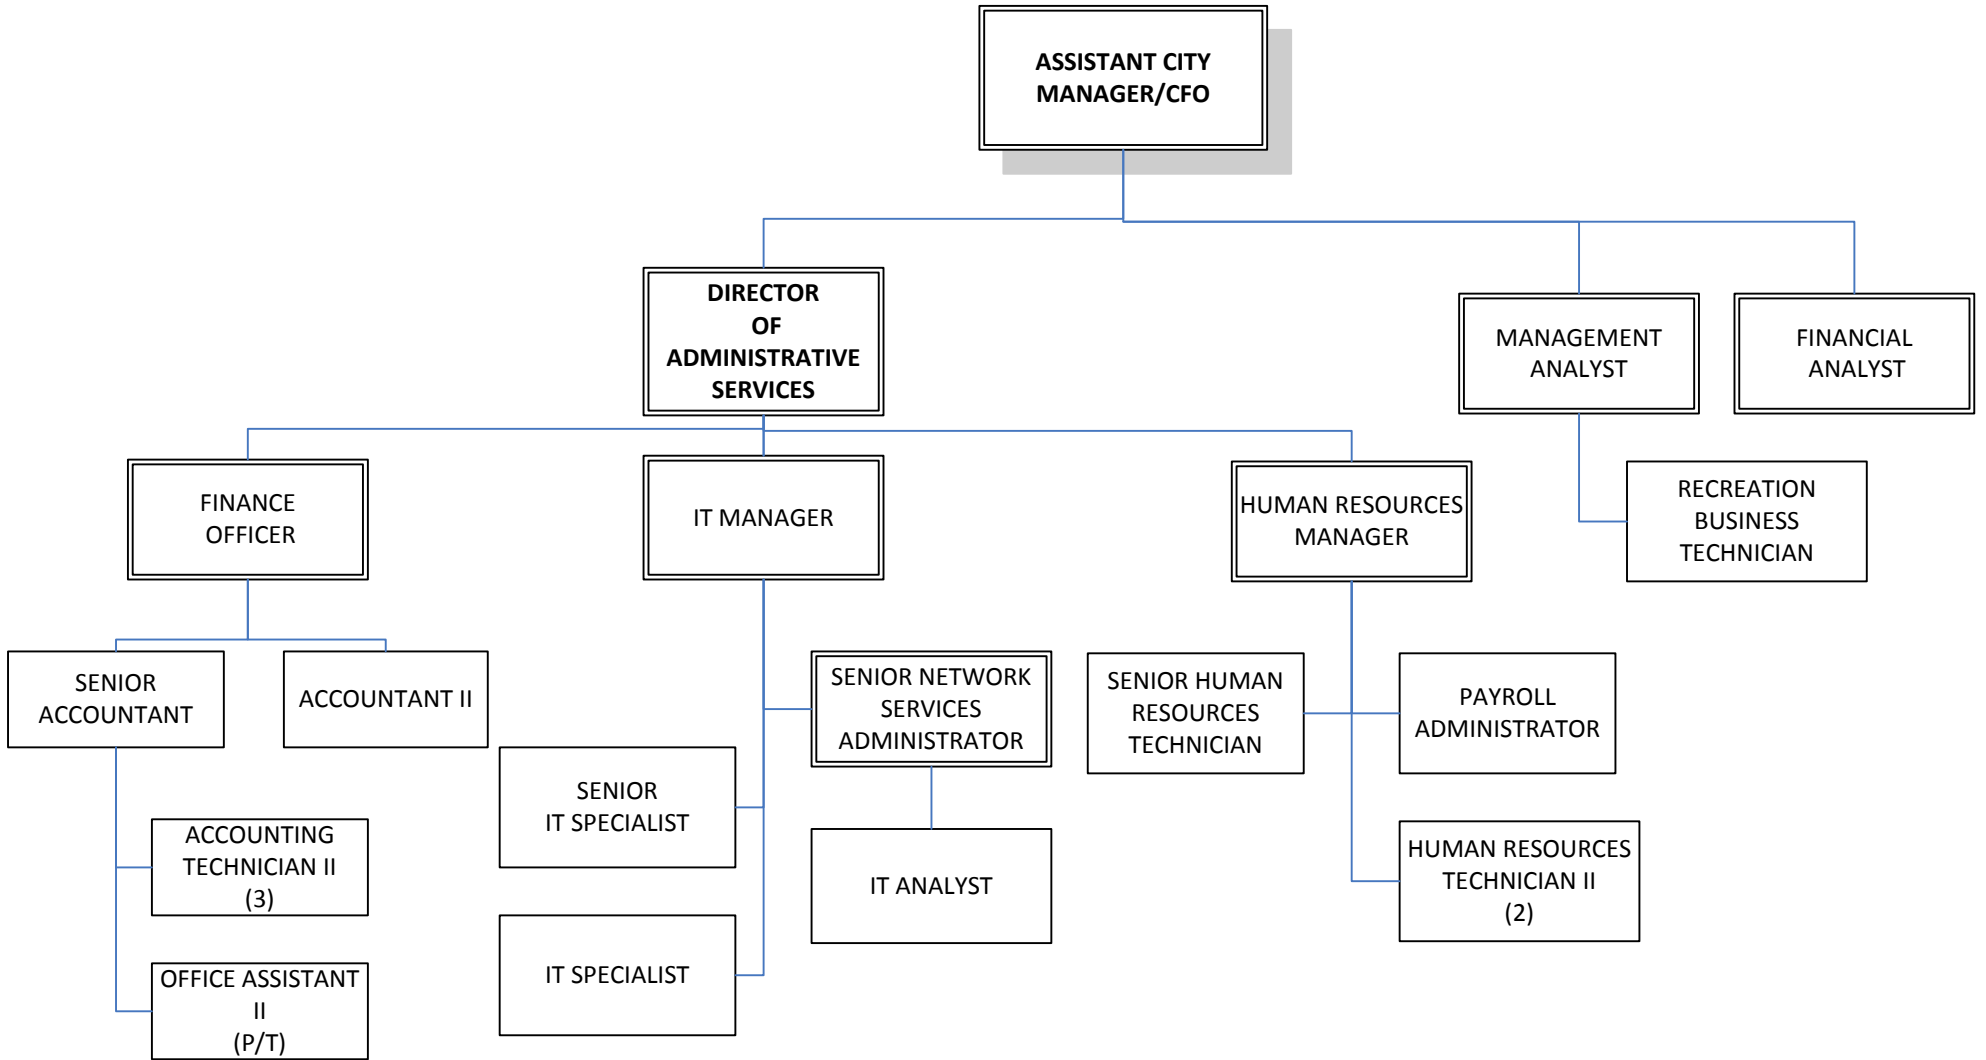 ASSISTANT CITY
MANAGER/CFO
DIRECTOR
OF
ADMINISTRATIVE
SERVICES
MANAGEMENT
ANALYST
FINANCIAL
ANALYST
FINANCE
OFFICER
IT MANAGER
HUMAN RESOURCES
MANAGER
RECREATION
BUSINESS
TECHNICIAN
SENIOR
ACCOUNTANT
ACCOUNTANT II
SENIOR NETWORK
SERVICES
ADMINISTRATOR
SENIOR HUMAN
RESOURCES
TECHNICIAN
PAYROLL
ADMINISTRATOR
SENIOR
IT SPECIALIST
ACCOUNTING
TECHNICIAN II
(3)
IT ANALYST
HUMAN RESOURCES
TECHNICIAN II
(2)
OFFICE ASSISTANT
II
(P/T)
IT SPECIALIST